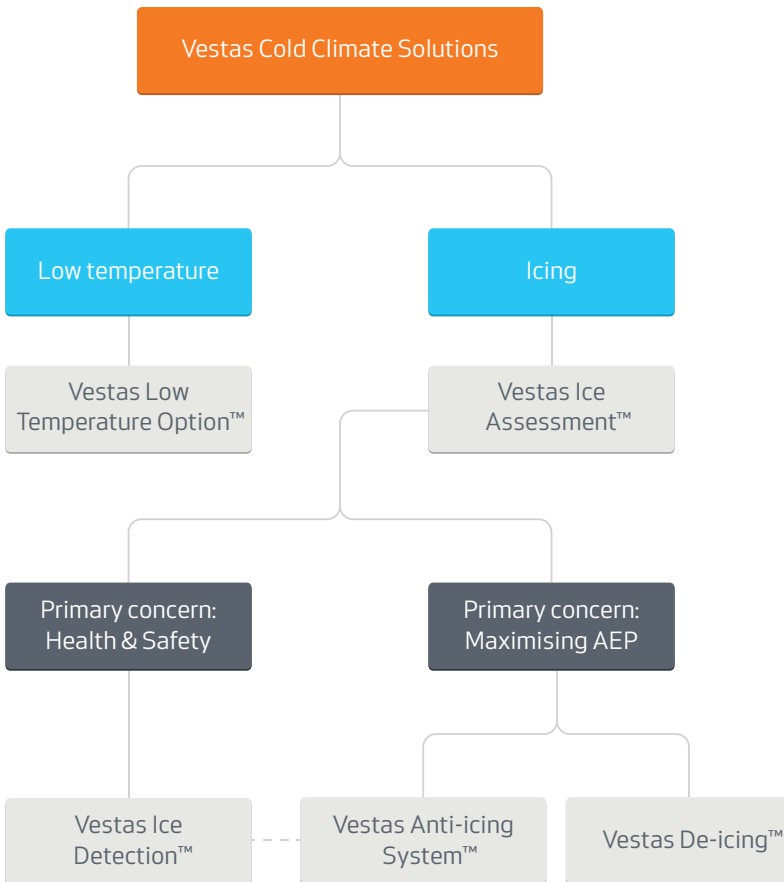 Vestas Cold Climate Solutions
Low temperature
Icing
Vestas Low
Temperature Option™
Vestas Ice
Assessment™
Primary concern:
Health & Safety
Primary concern:
Maximising AEP
Vestas Ice
Detection™
Vestas Anti-icing
System™
Vestas De-icing™